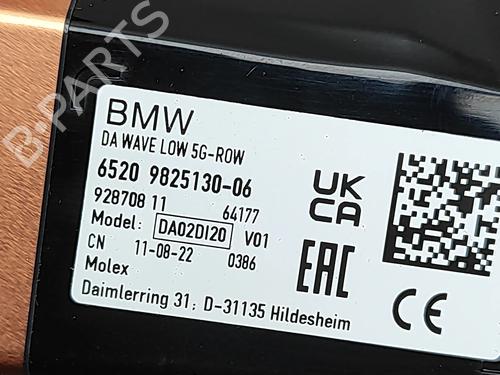 B-PARTS
BMW
DA WAVE LOW 5G-ROW
6520 9825130-06
928708 11 64177
Model: DA02DI20 V01
CN 11-08-22 0386
Molex
Daimlerring 31; D-31135 Hildesheim
UK
CA
EAC
CE